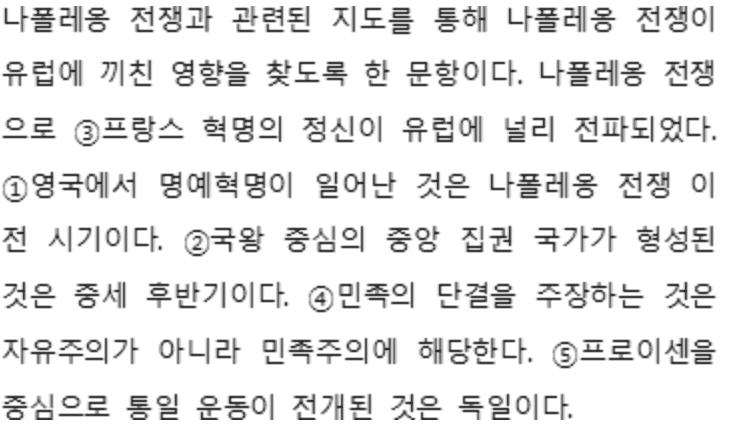 나폴레옹 전쟁과 관련된 지도를 통해 나폴레옹 전쟁이
유럽에 끼친 영향을 찾도록 한 문항이다. 나폴레옹 전쟁
으로 ③프랑스 혁명의 정신이 유럽에 널리 전파되었다.
①영국에서 명예혁명이 일어난 것은 나폴레옹 전쟁 이
전 시기이다. ②국왕 중심의 중앙 집권 국가가 형성된
것은 중세 후반기이다. ④민족의 단결을 주장하는 것은
자유주의가 아니라 민족주의에 해당한다. ⑤프로이센을
중심으로 통일 운동이 전개된 것은 독일이다.